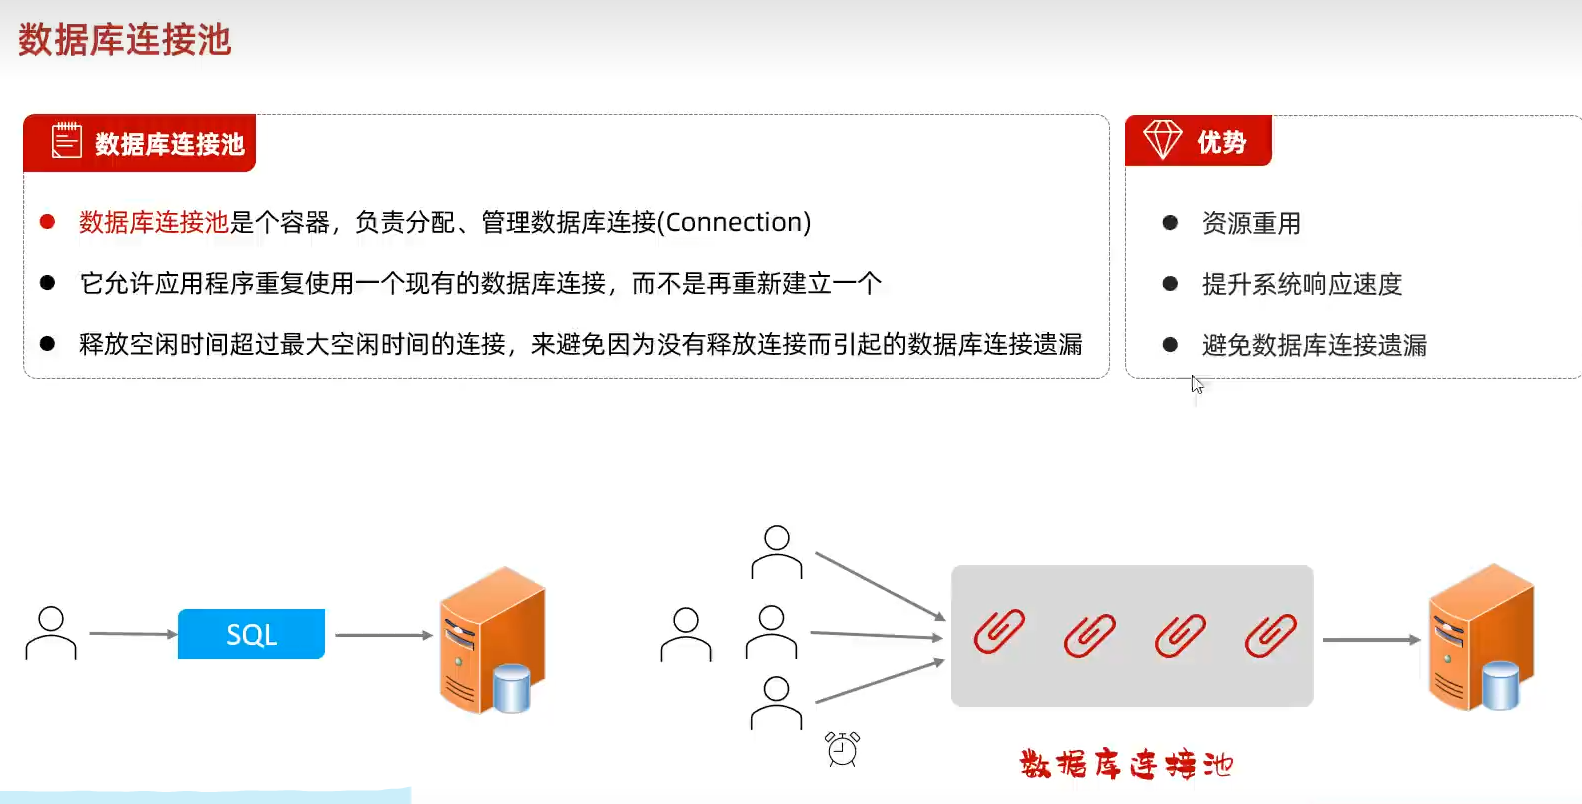 数据库连接池
数据库连接池
数据库连接池是个容器，负责分配、管理数据库连接(Connection)
它允许应用程序重复使用一个现有的数据库连接，而不是再重新建立一个
释放空闲时间超过最大空闲时间的连接，来避免因为没有释放连接而引起的数据库连接遗漏
优势
资源重用
提升系统响应速度
避免数据库连接遗漏
SQL
数据库连接池